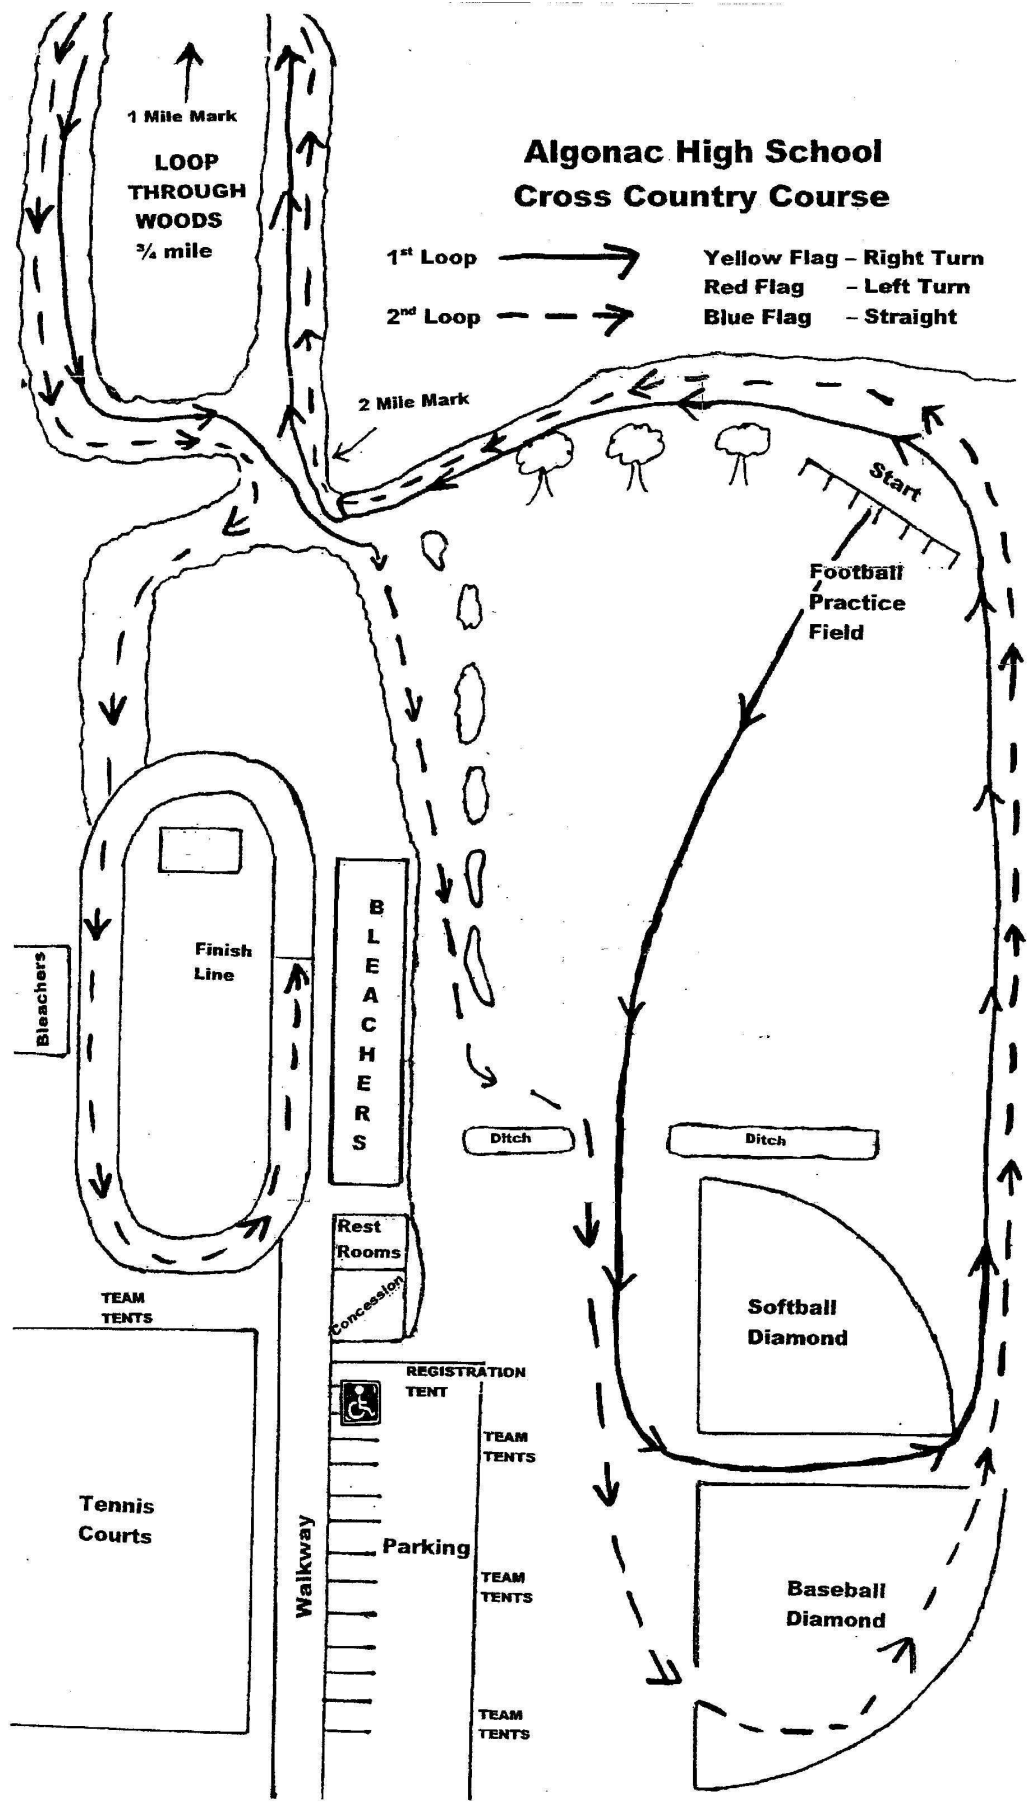 Algonac High School
Cross Country Course
1st Loop
2nd Loop
Yellow Flag – Right Turn
Red Flag – Left Turn
Blue Flag – Straight
1 Mile Mark
LOOP
THROUGH
WOODS
¾ mile
2 Mile Mark
Start
Football
Practice
Field
Finish
Line
Bleachers
BLEACHERS
Ditch
Ditch
Rest
Rooms
Concession
Softball
Diamond
TEAM
TENTS
REGISTRATION
TENT
TEAM
TENTS
Tennis
Courts
Walkway
Parking
TEAM
TENTS
Baseball
Diamond
TEAM
TENTS